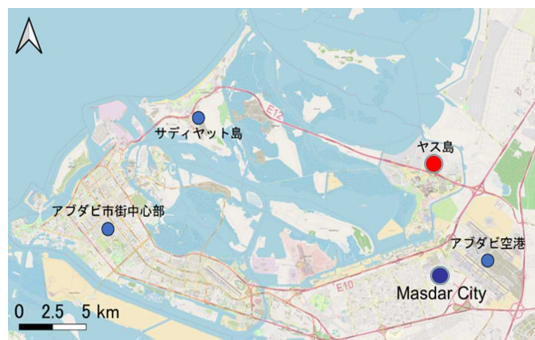 E12
サディヤット島
ヤス島
アブダビ市街中心部
アブダビ空港
E10
Masdar City
0 2.5 5 km